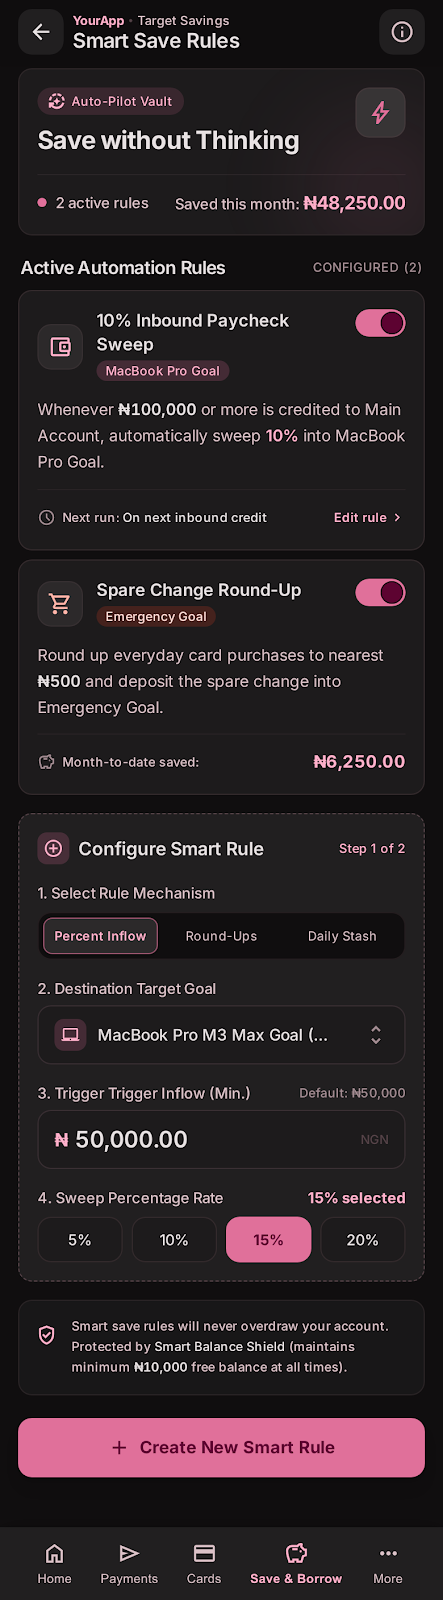 YourApp • Target Savings
Smart Save Rules
Auto-Pilot Vault
Save without Thinking
2 active rules
Saved this month: ₦48,250.00
Active Automation Rules
CONFIGURED (2)
10% Inbound Paycheck
Sweep
MacBook Pro Goal
Whenever ₦100,000 or more is credited to Main
Account, automatically sweep 10% into MacBook
Pro Goal.
Next run: On next inbound credit
Edit rule
Spare Change Round-Up
Emergency Goal
Round up everyday card purchases to nearest
₦500 and deposit the spare change into
Emergency Goal.
Month-to-date saved:
₦6,250.00
Configure Smart Rule
Step 1 of 2
1. Select Rule Mechanism
Percent Inflow
Round-Ups
Daily Stash
2. Destination Target Goal
MacBook Pro M3 Max Goal (...
3. Trigger Trigger Inflow (Min.)
Default: ₦50,000
₦ 50,000.00
NGN
4. Sweep Percentage Rate
15% selected
5%
10%
15%
20%
Smart save rules will never overdraw your account.
Protected by Smart Balance Shield (maintains
minimum ₦10,000 free balance at all times).
+ Create New Smart Rule
Home
Payments
Cards
Save & Borrow
More